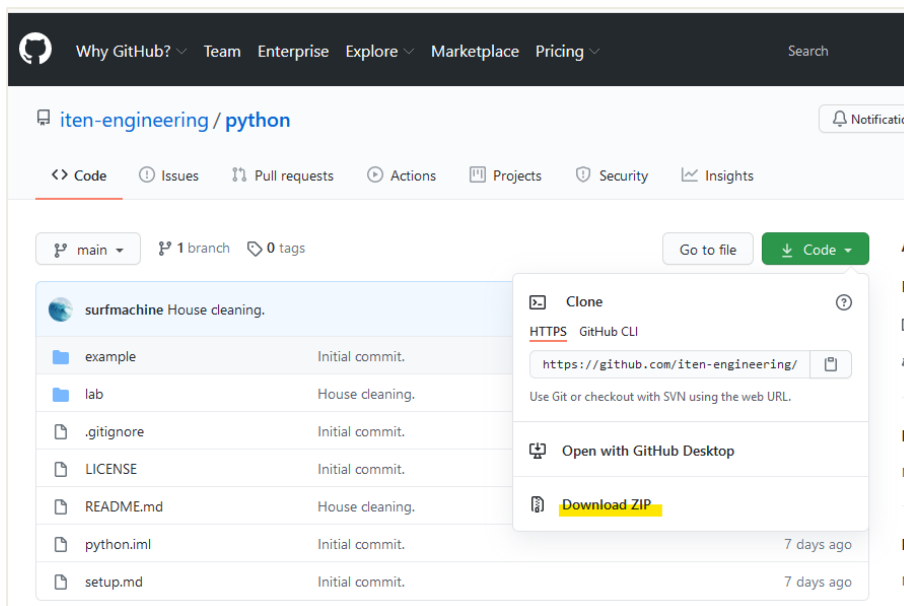 Why GitHub? Team Enterprise Explore Marketplace Pricing Search
iten-engineering / python
Notificatio
Code Issues Pull requests Actions Projects Security Insights
main 1 branch 0 tags Go to file Code
surfmachine House cleaning.
example Initial commit.
lab House cleaning.
.gitignore Initial commit.
LICENSE Initial commit.
README.md House cleaning.
python.iml Initial commit. 7 days ago
setup.md Initial commit. 7 days ago
Clone
HTTPS GitHub CLI
https://github.com/iten-engineering/
Use Git or checkout with SVN using the web URL.
Open with GitHub Desktop
Download ZIP